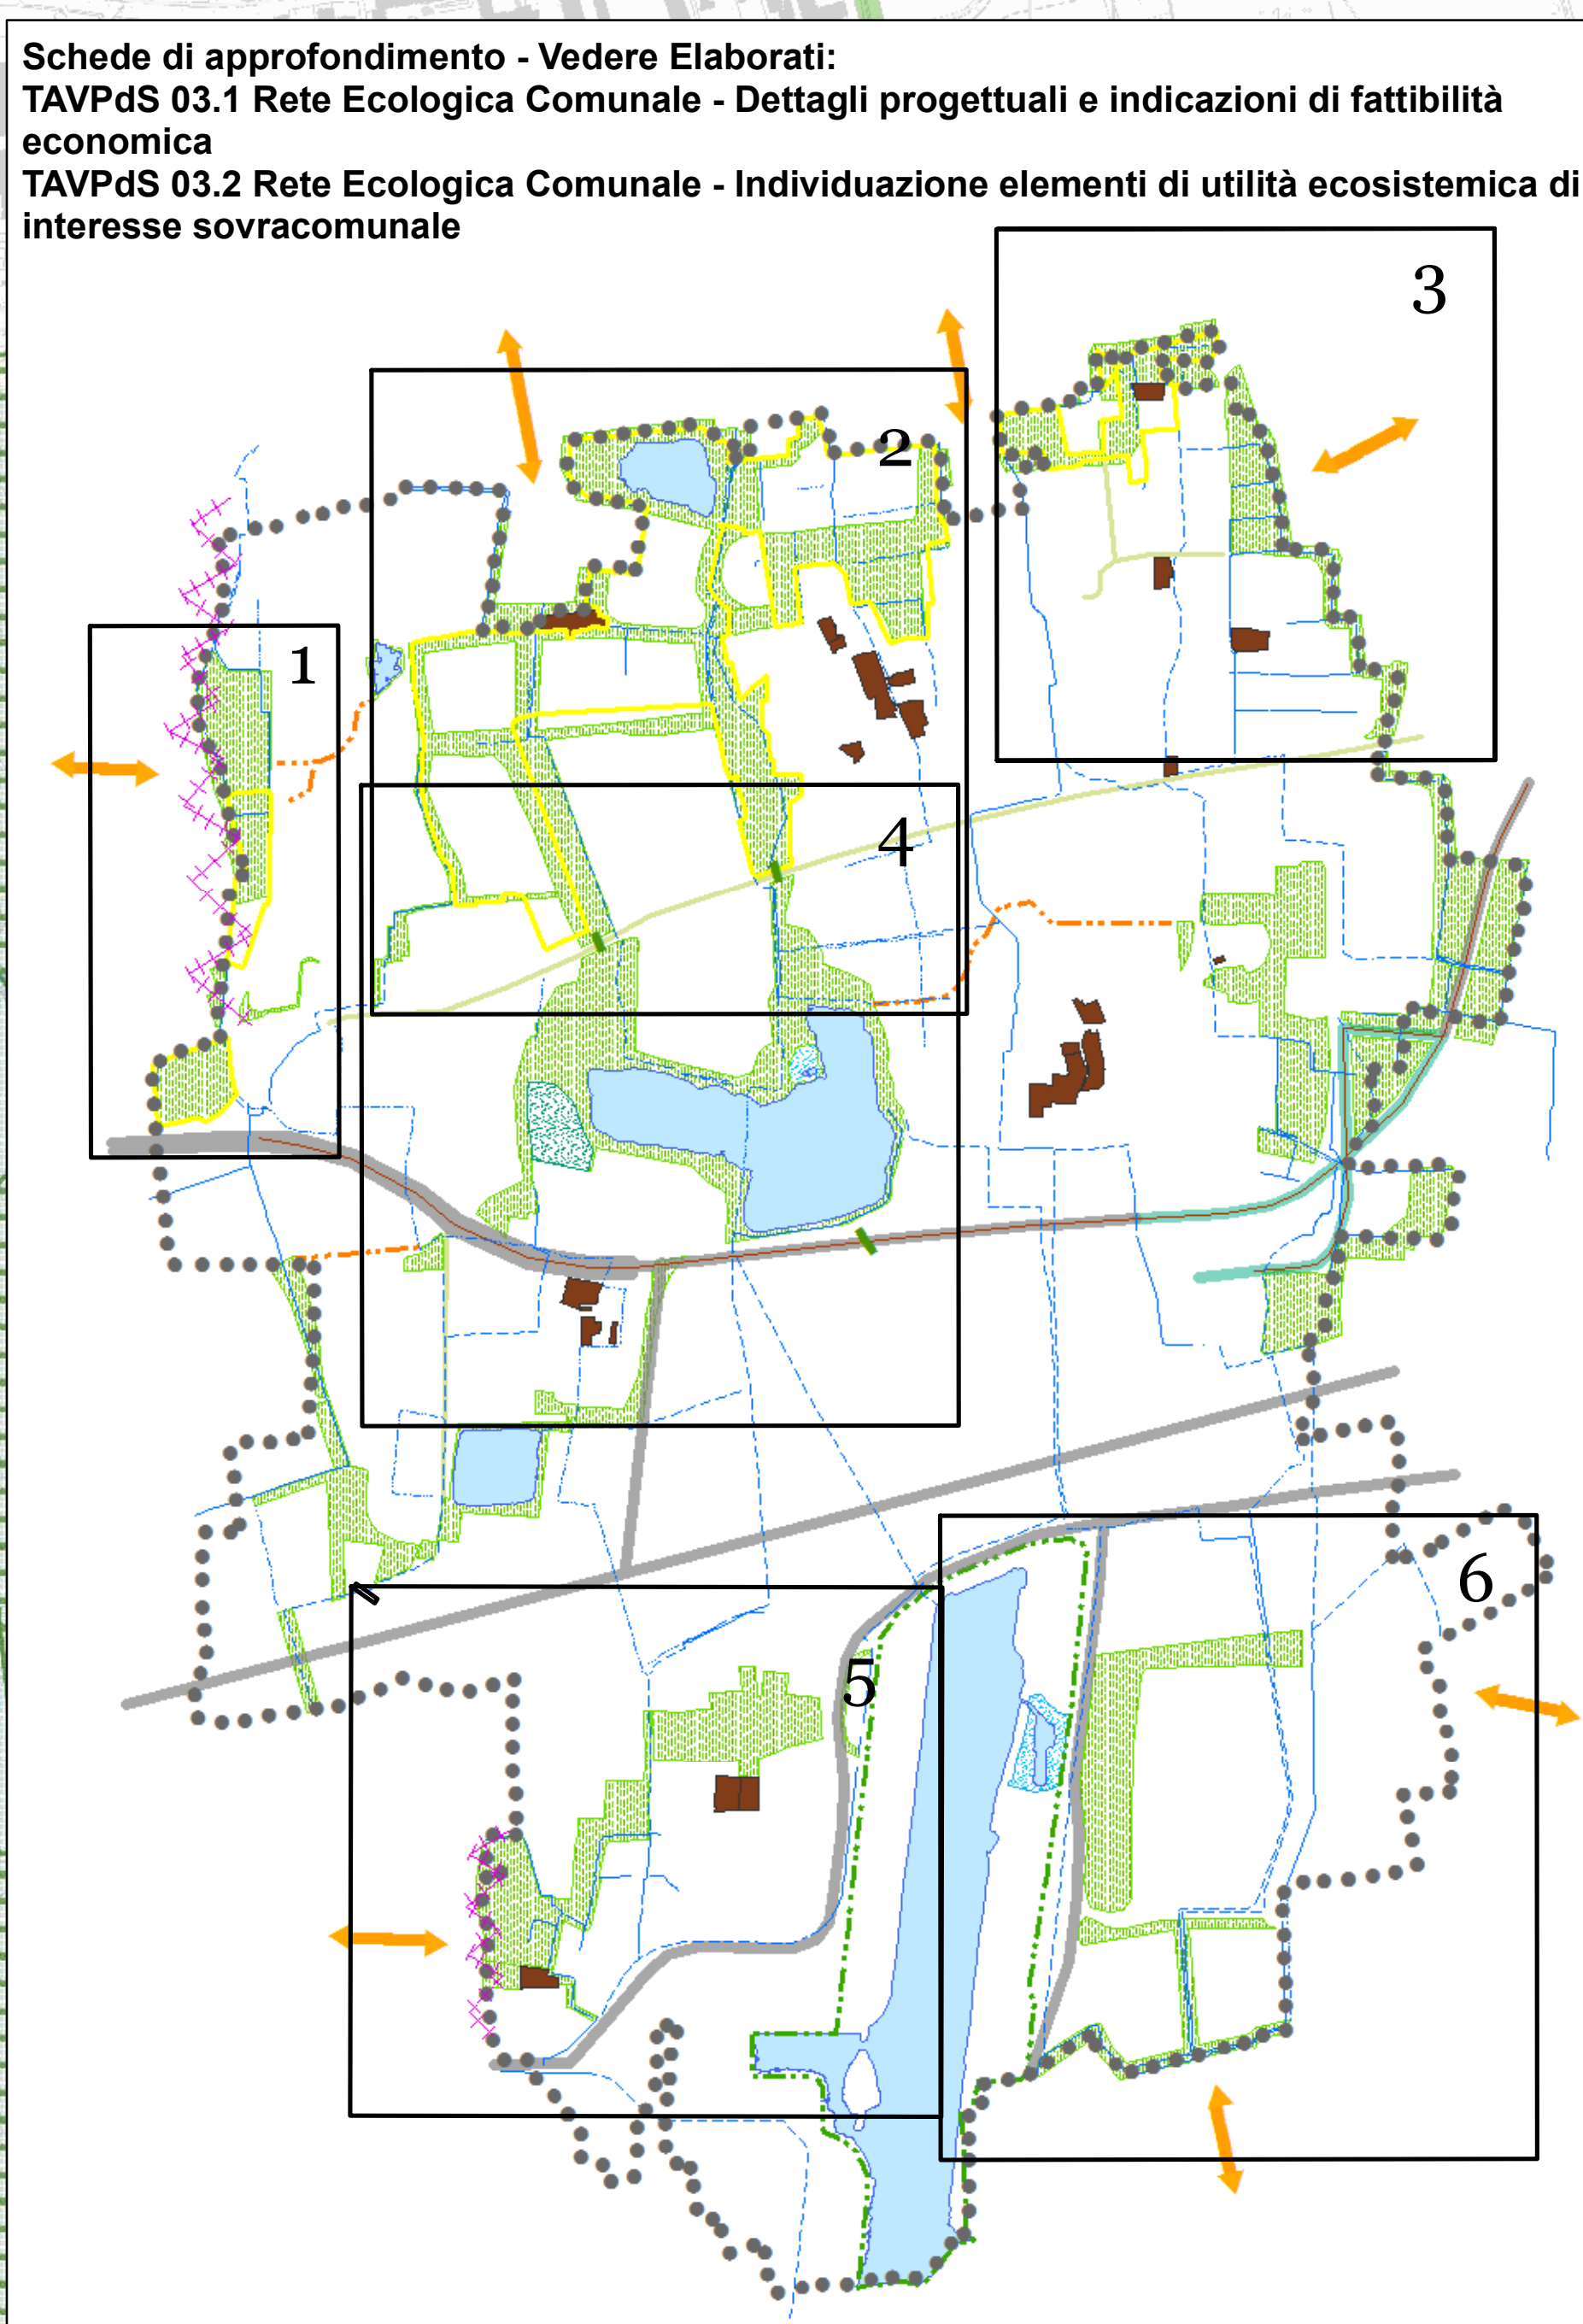 Schede di approfondimento - Vedere Elaborati:
TAVPdS 03.1 Rete Ecologica Comunale - Dettagli progettuali e indicazioni di fattibilità
economica
TAVPdS 03.2 Rete Ecologica Comunale - Individuazione elementi di utilità ecosistemica di
interesse sovracomunale
3
2
1
4
6
5